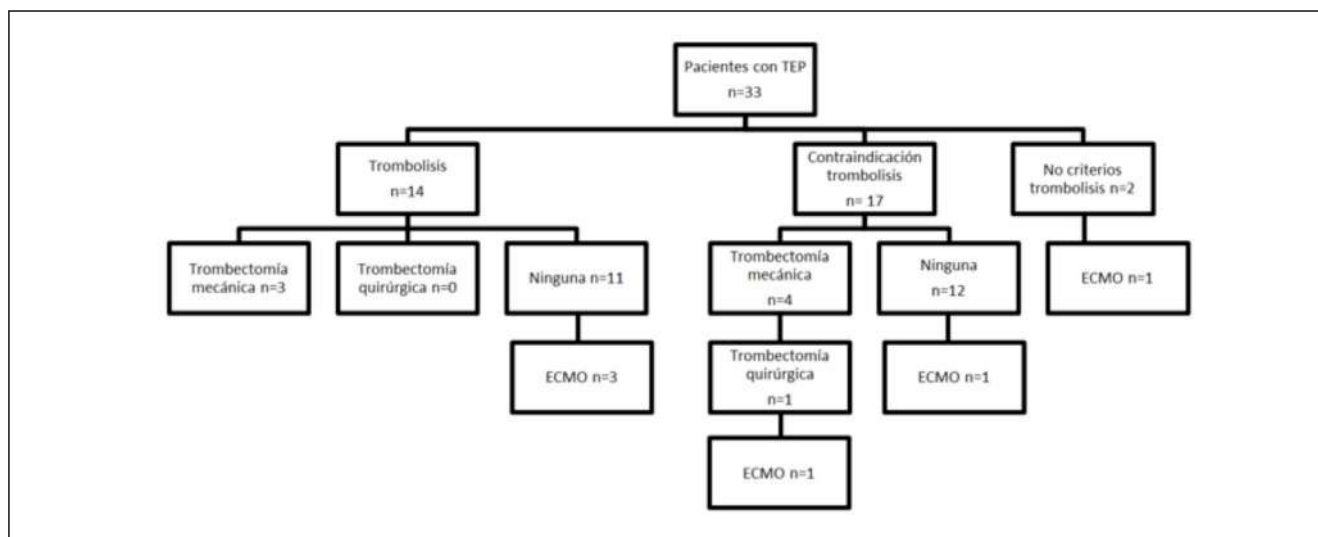 Pacientes con TEP
n=33
Trombolisis
n=14
Contraindicación
trombolisis
n= 17
No criterios
trombolisis n=2
Trombectomía
mecánica n=3
Trombectomía
quirúrgica n=0
Ninguna n=11
Trombectomía
mecánica
n=4
Ninguna
n=12
ECMO n=1
ECMO n=3
Trombectomía
quirúrgica
n=1
ECMO n=1
ECMO n=1